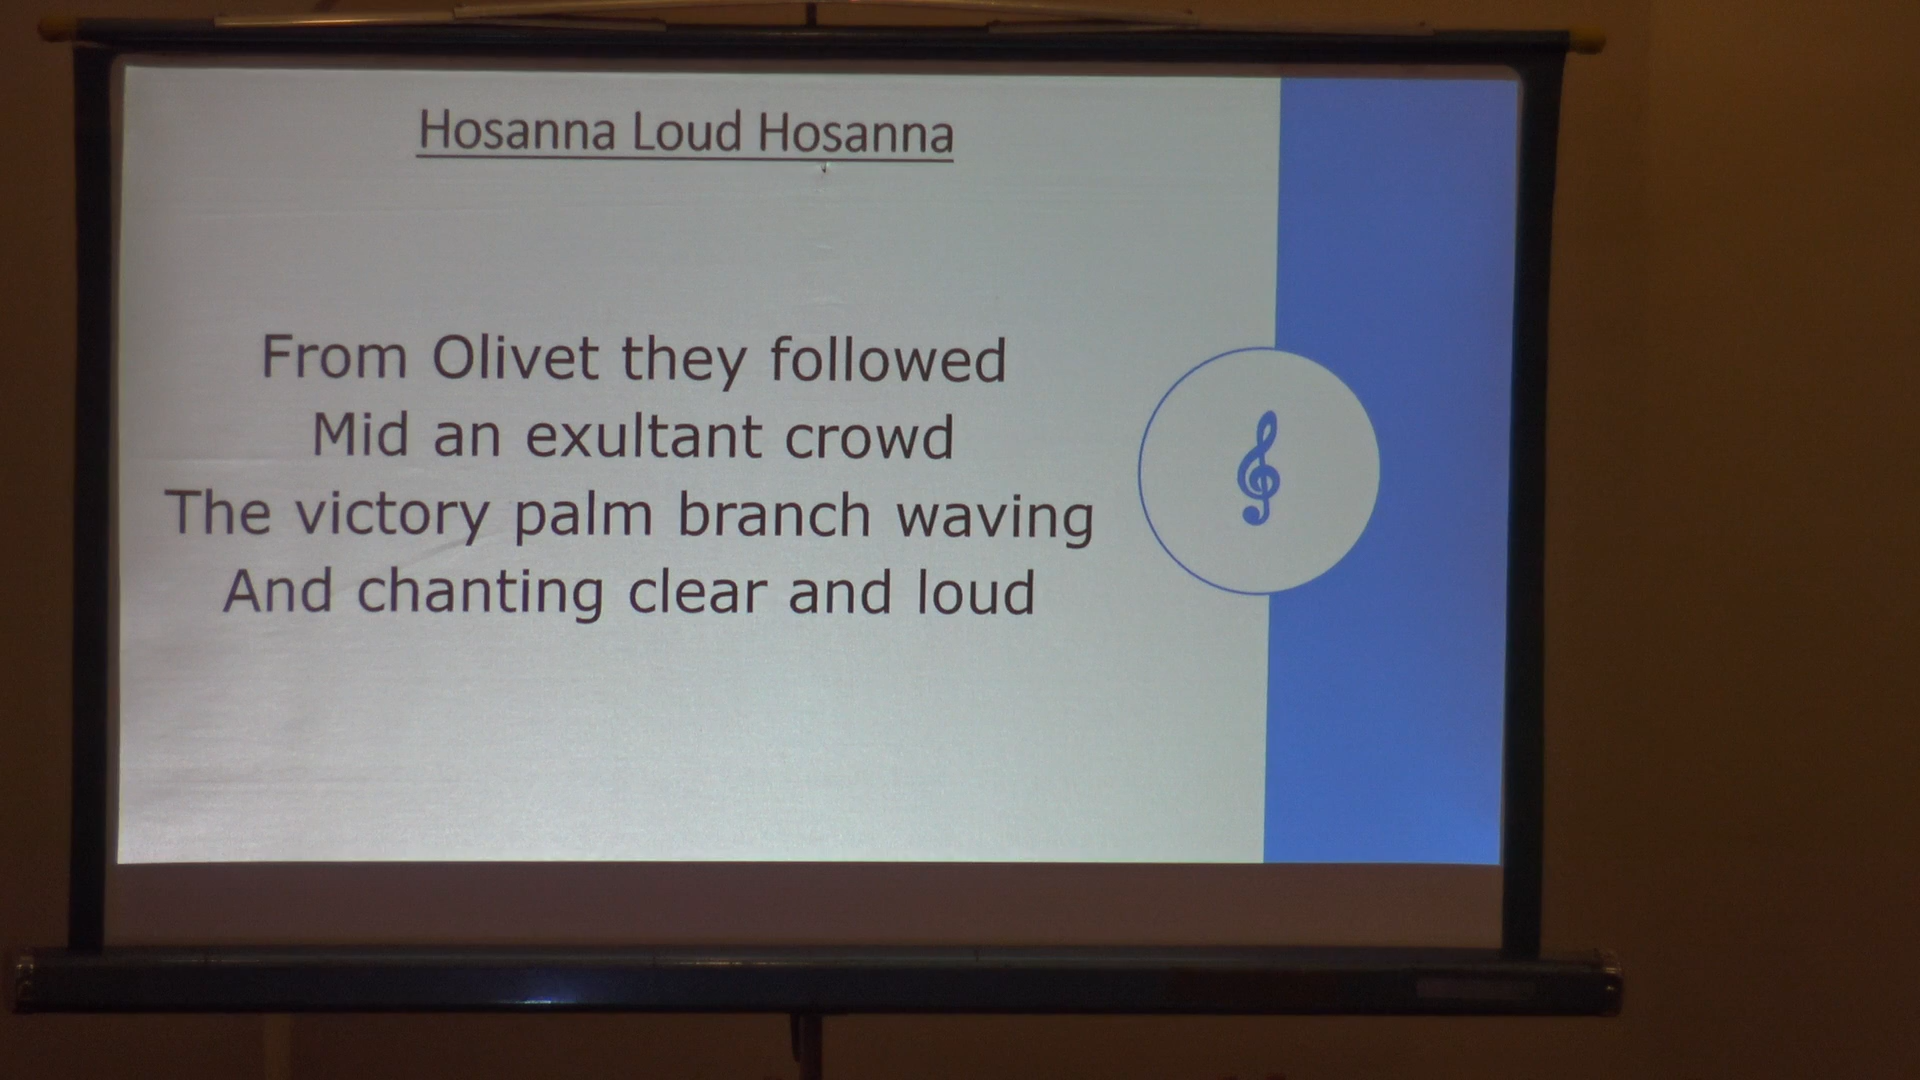 Hosanna Loud Hosanna
From Olivet they followed
Mid an exultant crowd
The victory palm branch waving
And chanting clear and loud